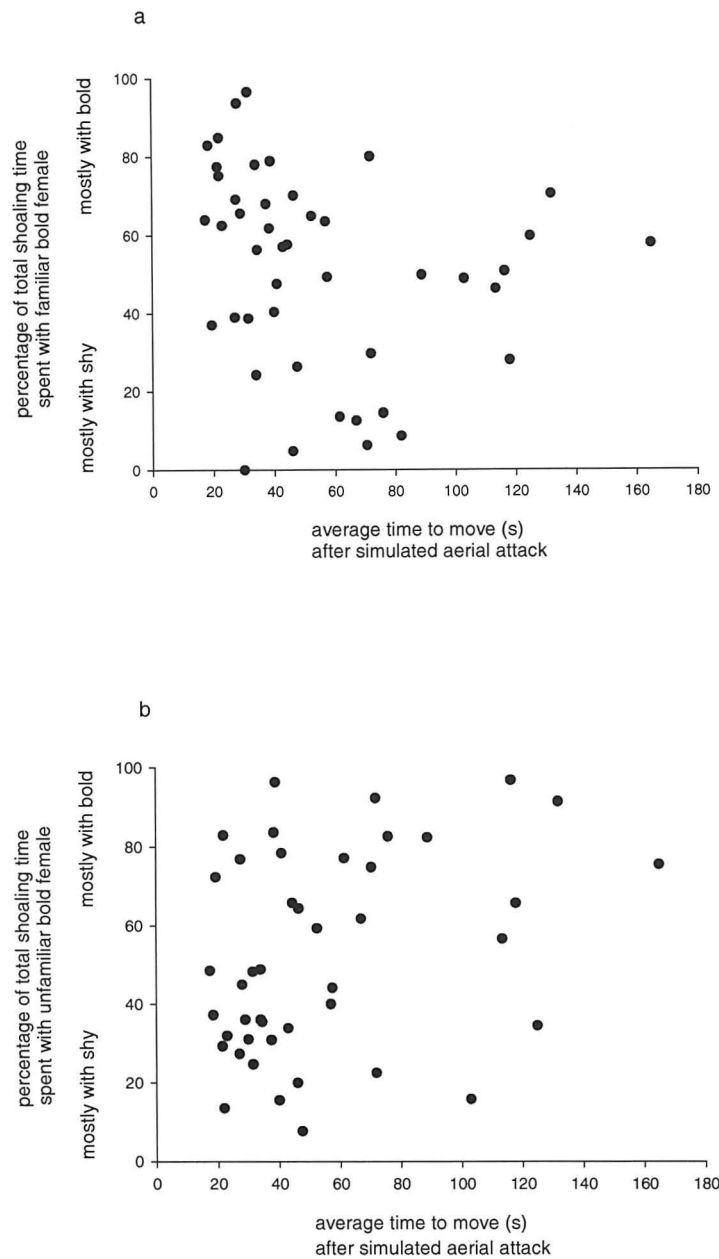 a
percentage of total shoaling time
spent with familiar bold female
mostly with shy mostly with bold
100
80
60
40
20
0
0 20 40 60 80 100 120 140 160 180
average time to move (s)
after simulated aerial attack
b
percentage of total shoaling time
spent with unfamiliar bold female
mostly with shy mostly with bold
100
80
60
40
20
0
0 20 40 60 80 100 120 140 160 180
average time to move (s)
after simulated aerial attack